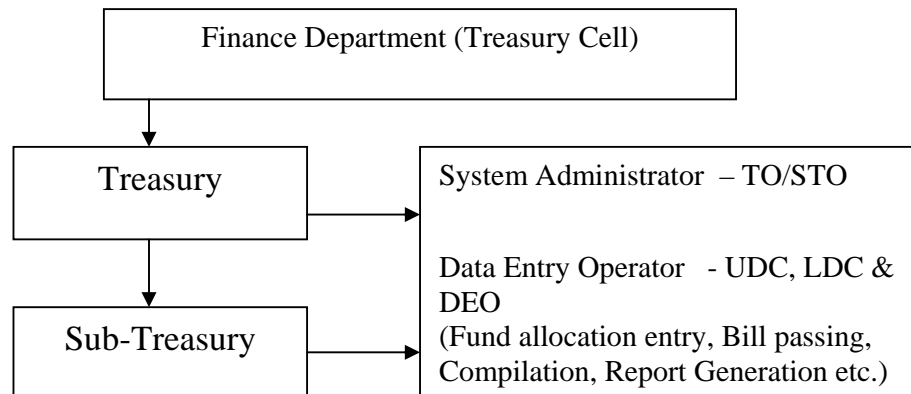 Finance Department (Treasury Cell)
Treasury
System Administrator – TO/STO
Data Entry Operator - UDC, LDC &
DEO
(Fund allocation entry, Bill passing,
Compilation, Report Generation etc.)
Sub-Treasury